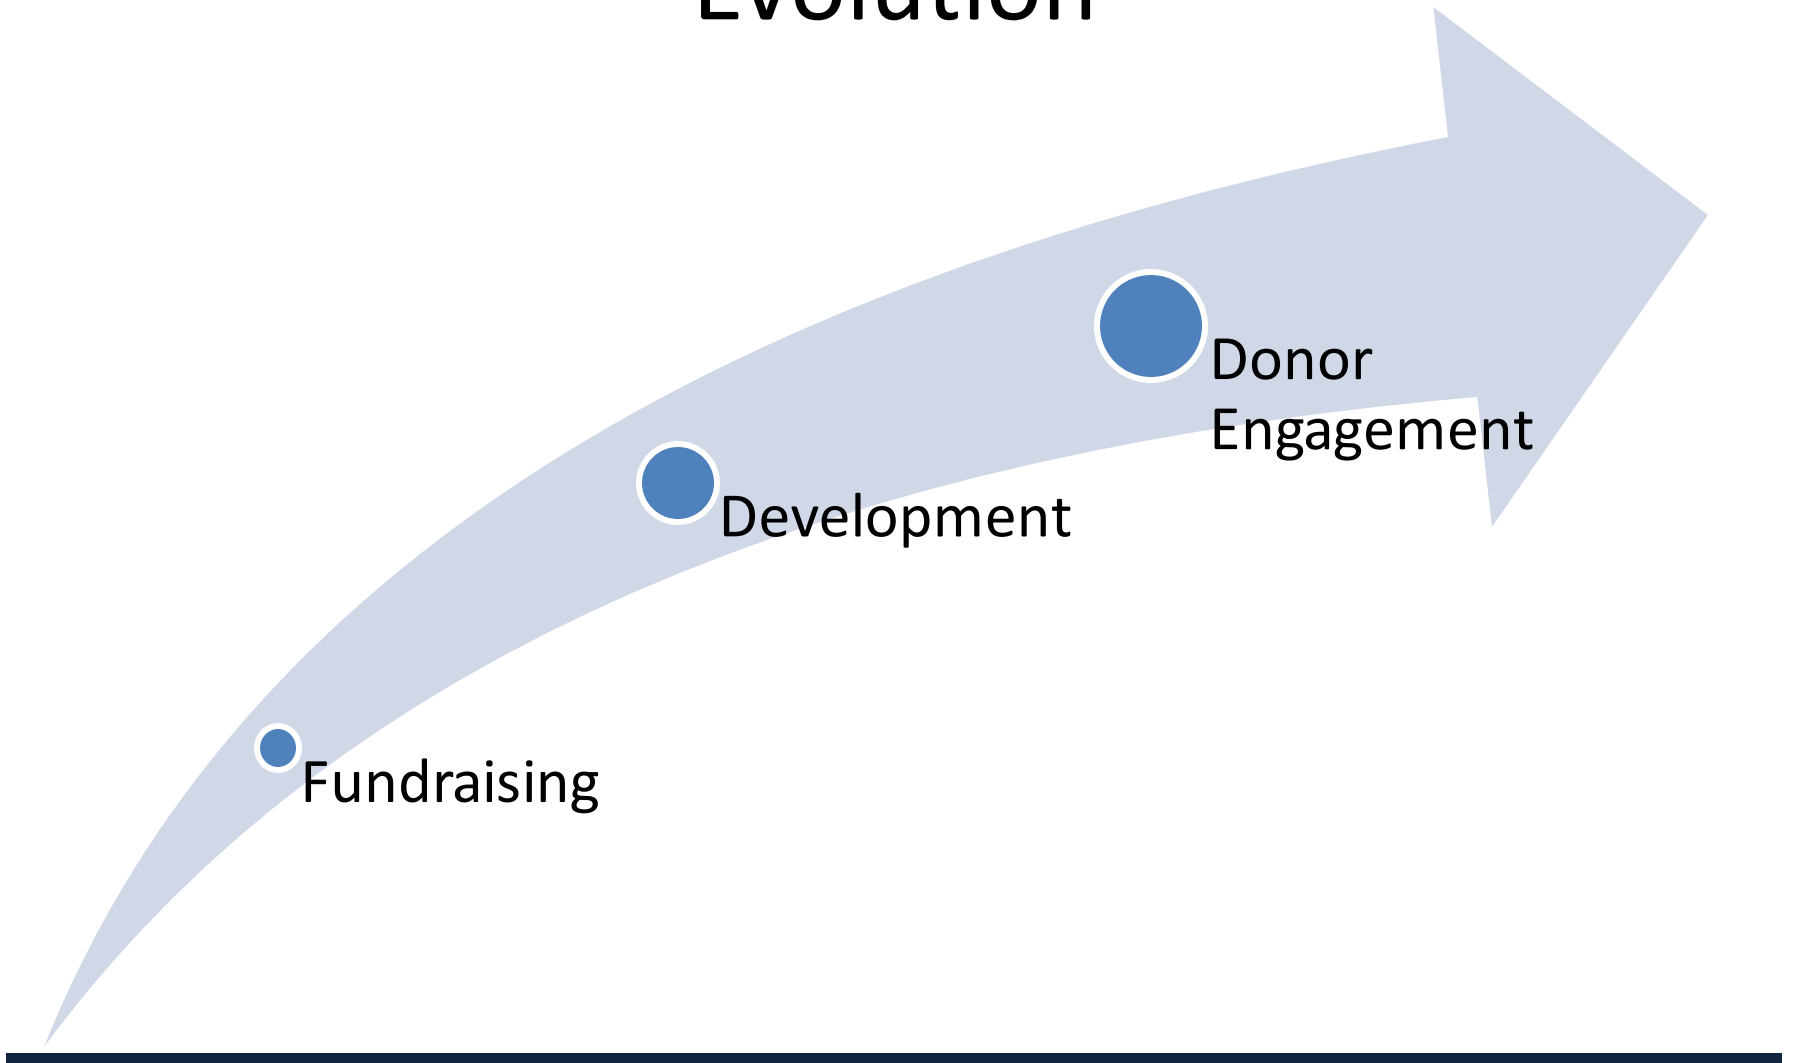 Evolution
Donor
Engagement
Development
Fundraising